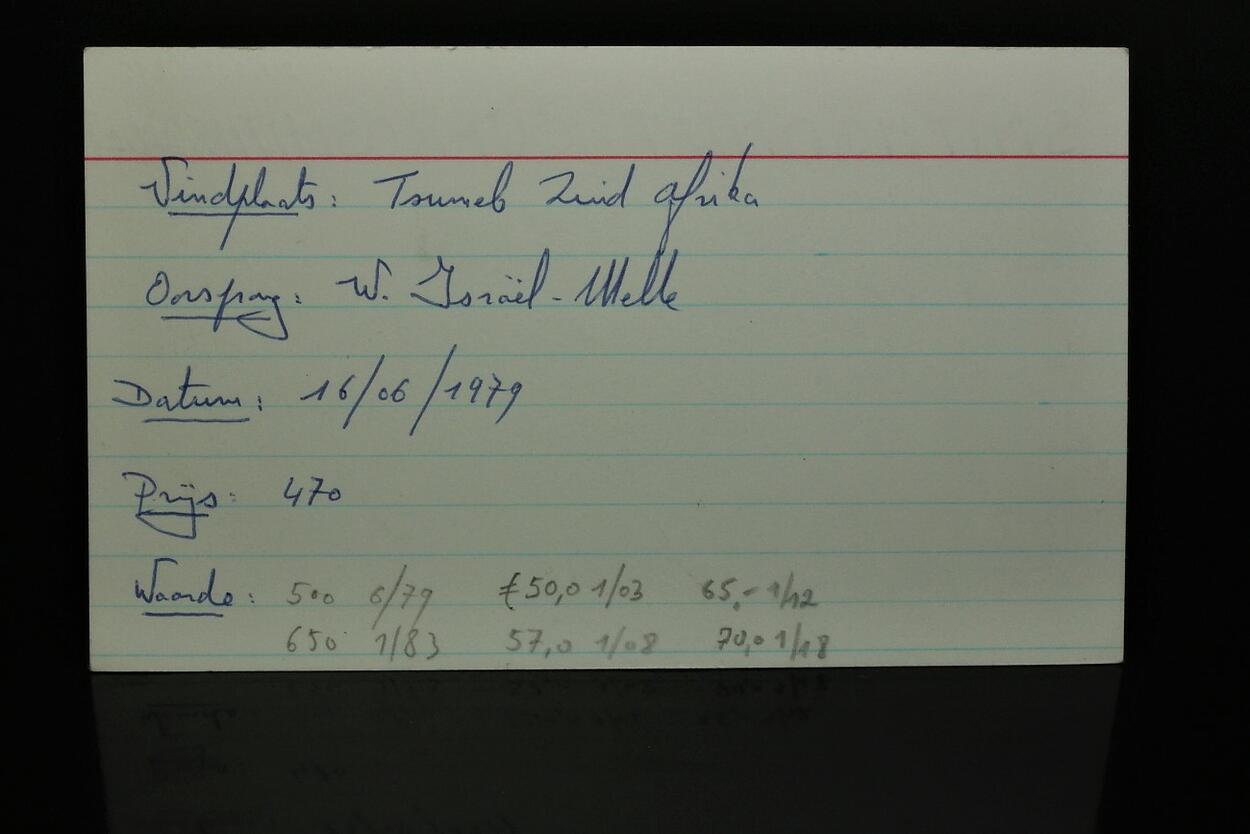 Vindplaats: Tsumeb Zuid Afrika
Oorsprong: W. Israël - Melle
Datum: 16/06/1979
Prijs: 470
Waarde: 500 6/79 €50,0 1/03 65,- 1/12
650 1/83 57,0 1/08 70,0 1/18